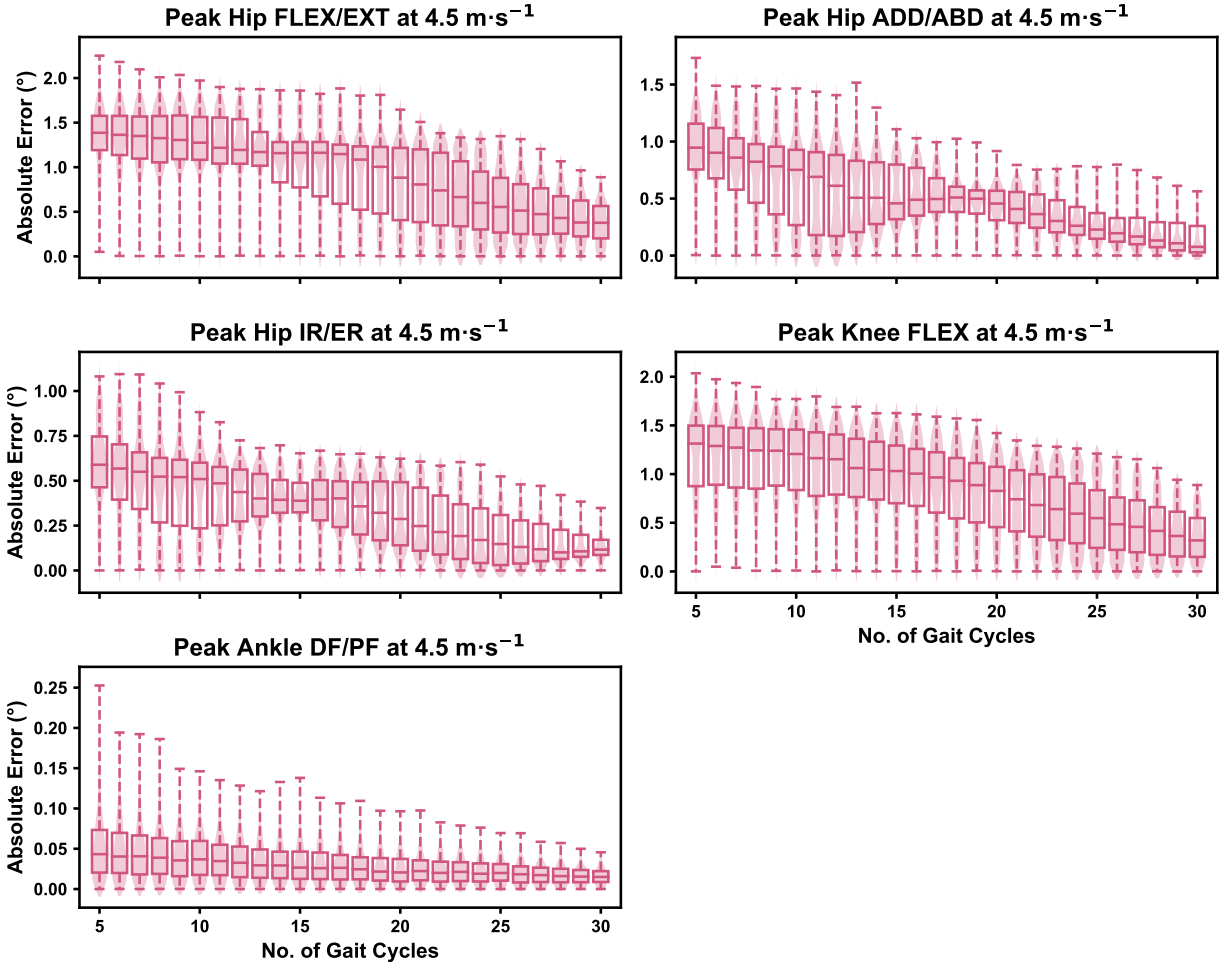 Peak Hip FLEX/EXT at 4.5 m·s⁻¹
Absolute Error (°)
2.0
1.5
1.0
0.5
0.0
Peak Hip ADD/ABD at 4.5 m·s⁻¹
1.5
1.0
0.5
0.0
Peak Hip IR/ER at 4.5 m·s⁻¹
Absolute Error (°)
1.00
0.75
0.50
0.25
0.00
Peak Knee FLEX at 4.5 m·s⁻¹
2.0
1.5
1.0
0.5
0.0
5 10 15 20 25 30
No. of Gait Cycles
Peak Ankle DF/PF at 4.5 m·s⁻¹
Absolute Error (°)
0.25
0.20
0.15
0.10
0.05
0.00
5 10 15 20 25 30
No. of Gait Cycles